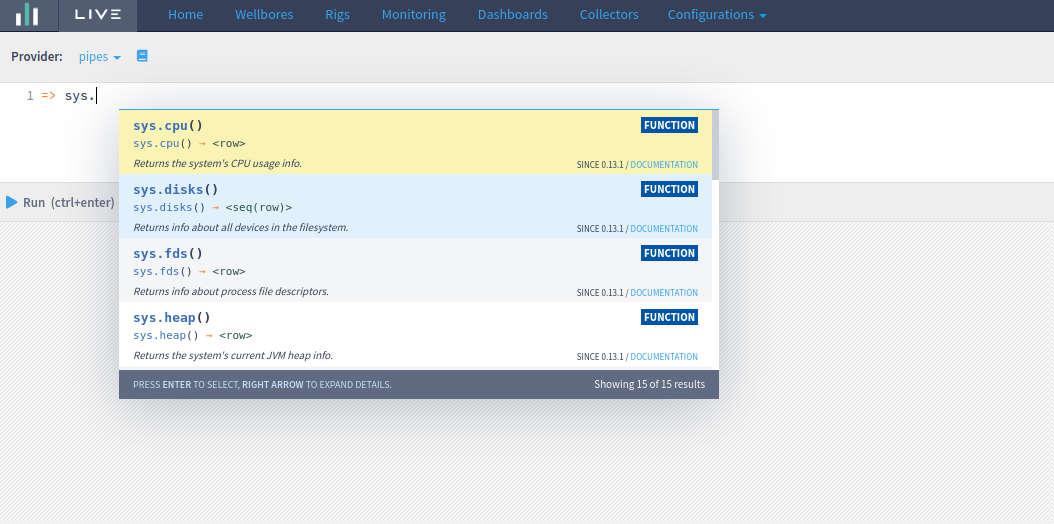 LIVE Home Wellbores Rigs Monitoring Dashboards Collectors Configurations
Provider: pipes
1 => sys.
sys.cpu() FUNCTION
sys.cpu() → <row>
Returns the system's CPU usage info. SINCE 0.13.1 / DOCUMENTATION
sys.disks() FUNCTION
sys.disks() → <seq(row)>
Returns info about all devices in the filesystem. SINCE 0.13.1 / DOCUMENTATION
Run (ctrl+enter)
sys.fds() FUNCTION
sys.fds() → <row>
Returns info about process file descriptors. SINCE 0.13.1 / DOCUMENTATION
sys.heap() FUNCTION
sys.heap() → <row>
Returns the system's current JVM heap info. SINCE 0.13.1 / DOCUMENTATION
PRESS ENTER TO SELECT, RIGHT ARROW TO EXPAND DETAILS. Showing 15 of 15 results